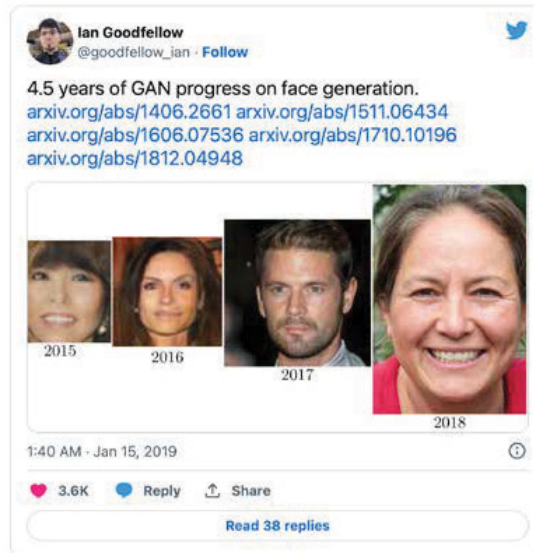 Ian Goodfellow
@goodfellow_ian · Follow
4.5 years of GAN progress on face generation.
arxiv.org/abs/1406.2661 arxiv.org/abs/1511.06434
arxiv.org/abs/1606.07536 arxiv.org/abs/1710.10196
arxiv.org/abs/1812.04948
2015
2016
2017
2018
1:40 AM · Jan 15, 2019
3.6K Reply Share
Read 38 replies